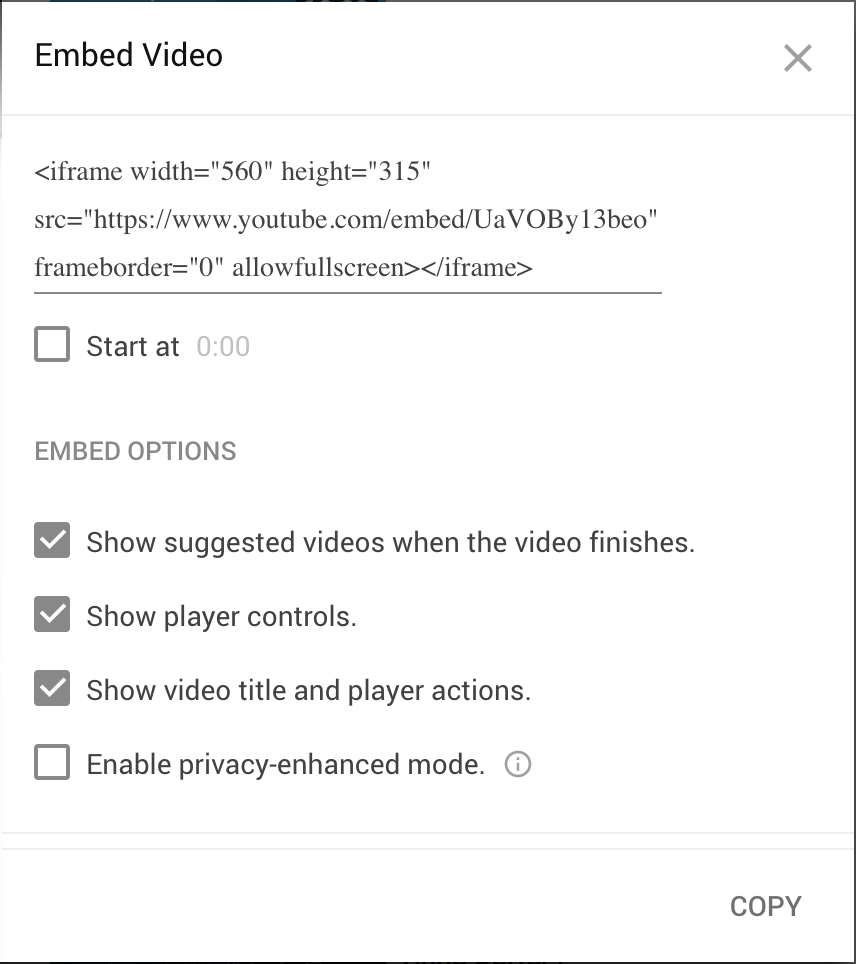 Embed Video
<iframe width="560" height="315"
src="https://www.youtube.com/embed/UaVOBy13beo"
frameborder="0" allowfullscreen></iframe>
Start at 0:00
EMBED OPTIONS
Show suggested videos when the video finishes.
Show player controls.
Show video title and player actions.
Enable privacy-enhanced mode.
COPY